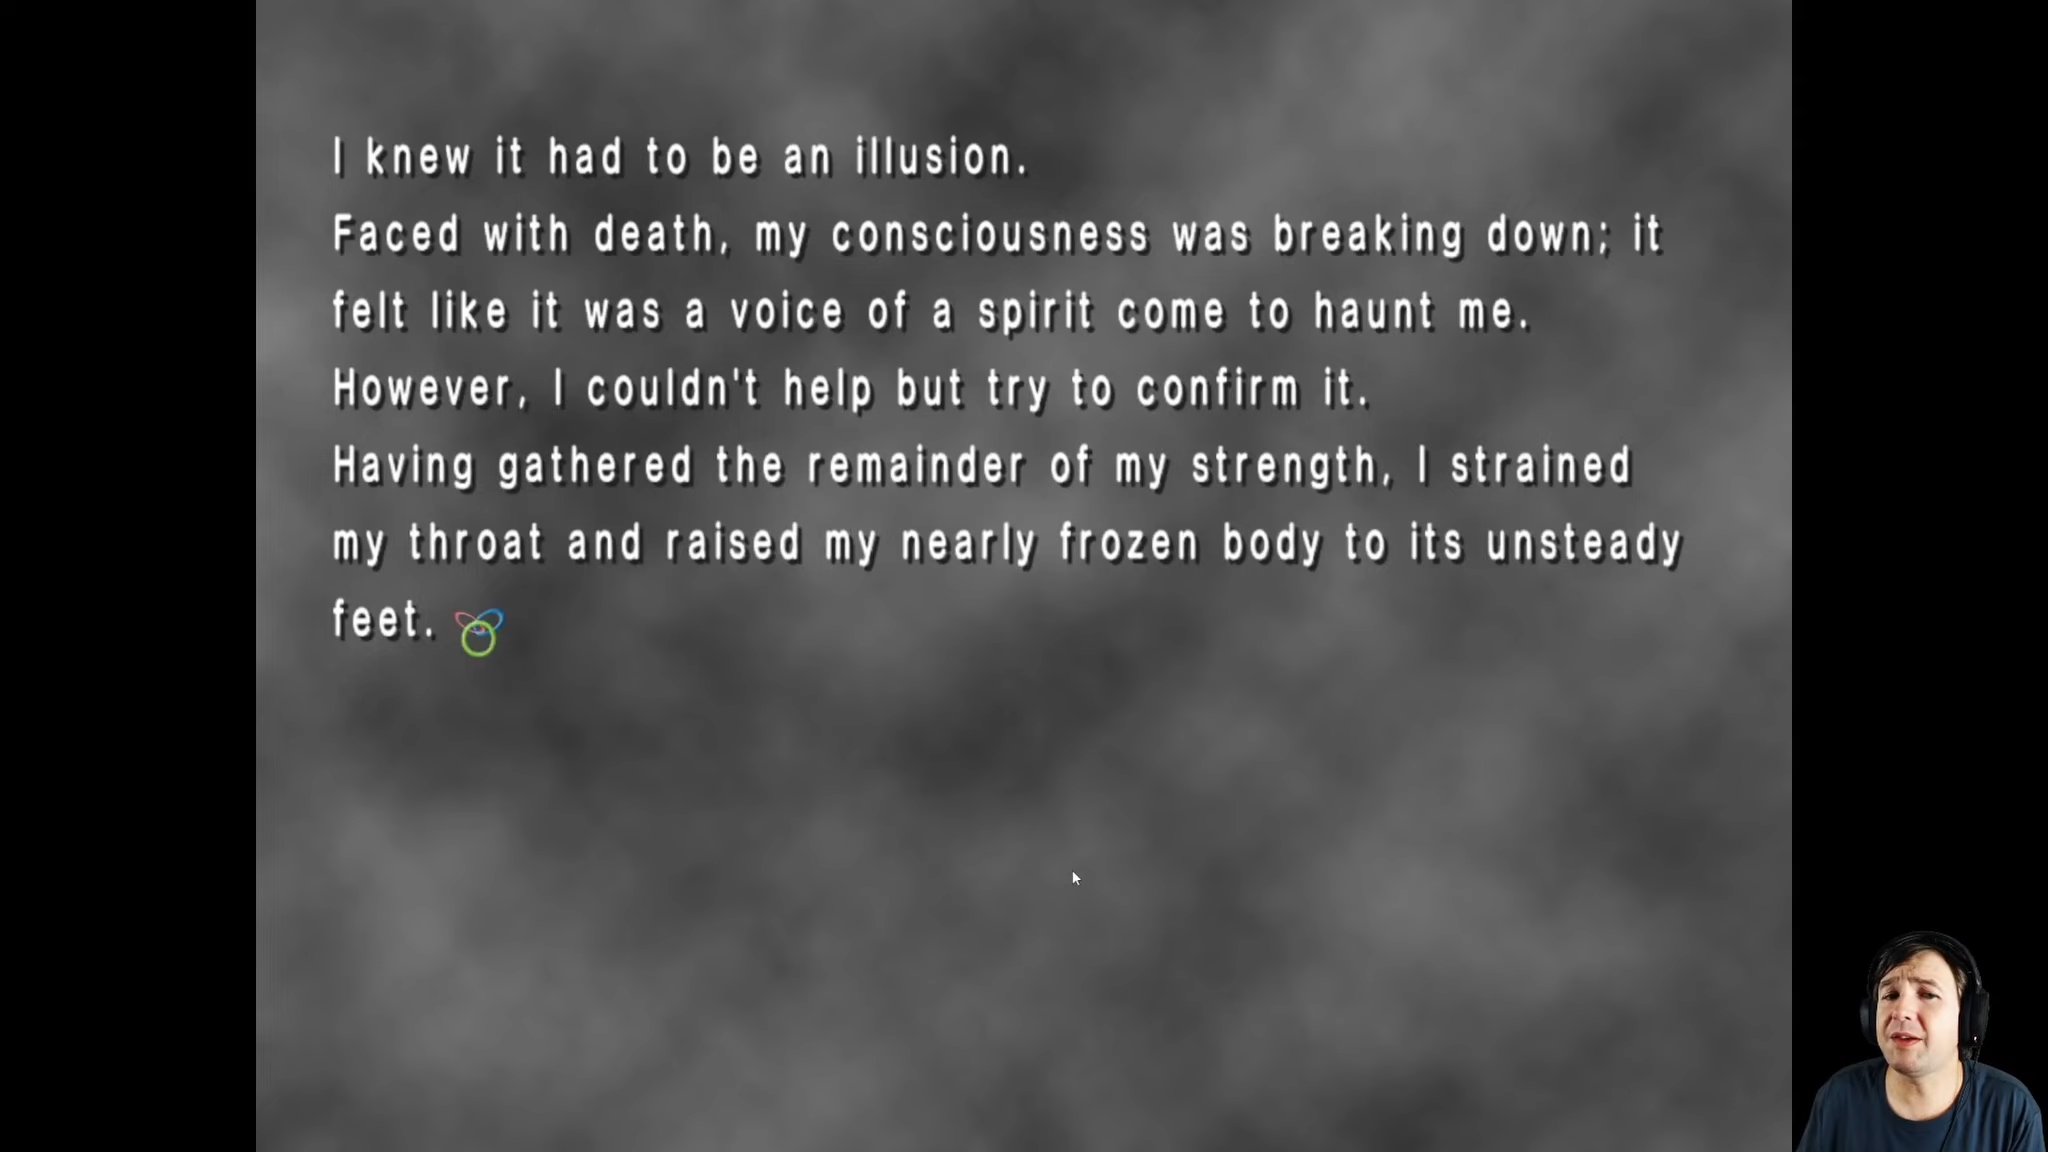 I knew it had to be an illusion.
Faced with death, my consciousness was breaking down; it
felt like it was a voice of a spirit come to haunt me.
However, I couldn't help but try to confirm it.
Having gathered the remainder of my strength, I strained
my throat and raised my nearly frozen body to its unsteady
feet.